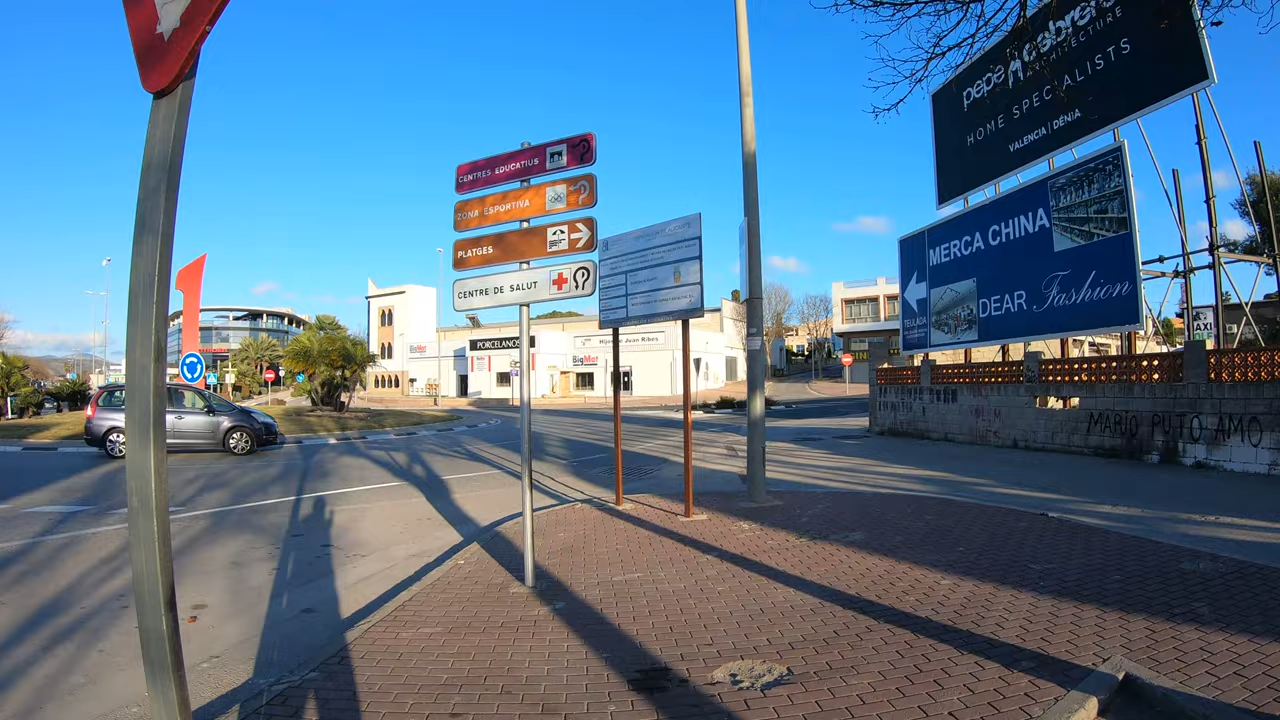 CENTRES EDUCATIUS
ZONA ESPORTIVA
PLATGES
CENTRE DE SALUT
pepe cabrera
ARCHITECTURE
HOME SPECIALISTS
VALENCIA | DÉNIA
MERCA CHINA
DEAR Fashion
TEULADA
BigMat
PORCELANOSA
Hijos de Juan Ribes
BigMat
TAXI
MARIO PUTO AMO